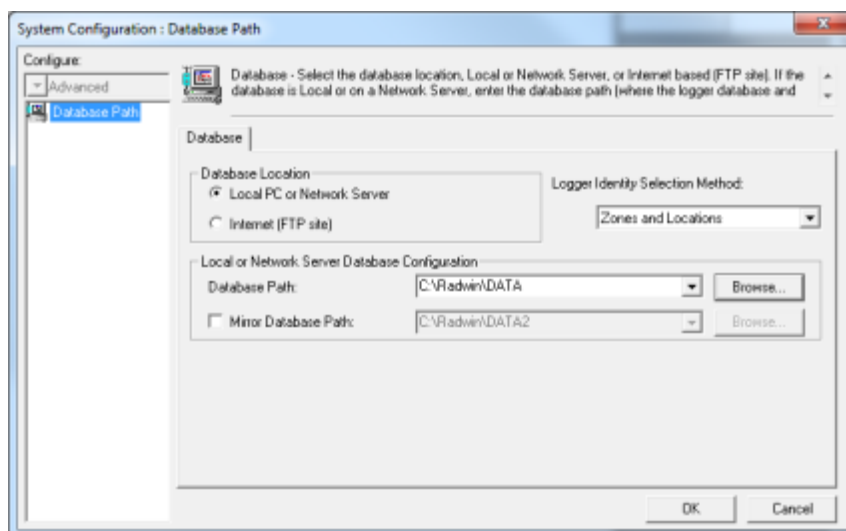 System Configuration : Database Path
Configure:
Advanced
Database Path
Database - Select the database location, Local or Network Server, or Internet based (FTP site). If the
database is Local or on a Network Server, enter the database path (where the logger database and
Database
Database Location
Local PC or Network Server
Internet (FTP site)
Logger Identity Selection Method:
Zones and Locations
Local or Network Server Database Configuration
Database Path:
C:\Radwin\DATA
Browse...
Mirror Database Path:
C:\Radwin\DATA2
Browse...
OK
Cancel